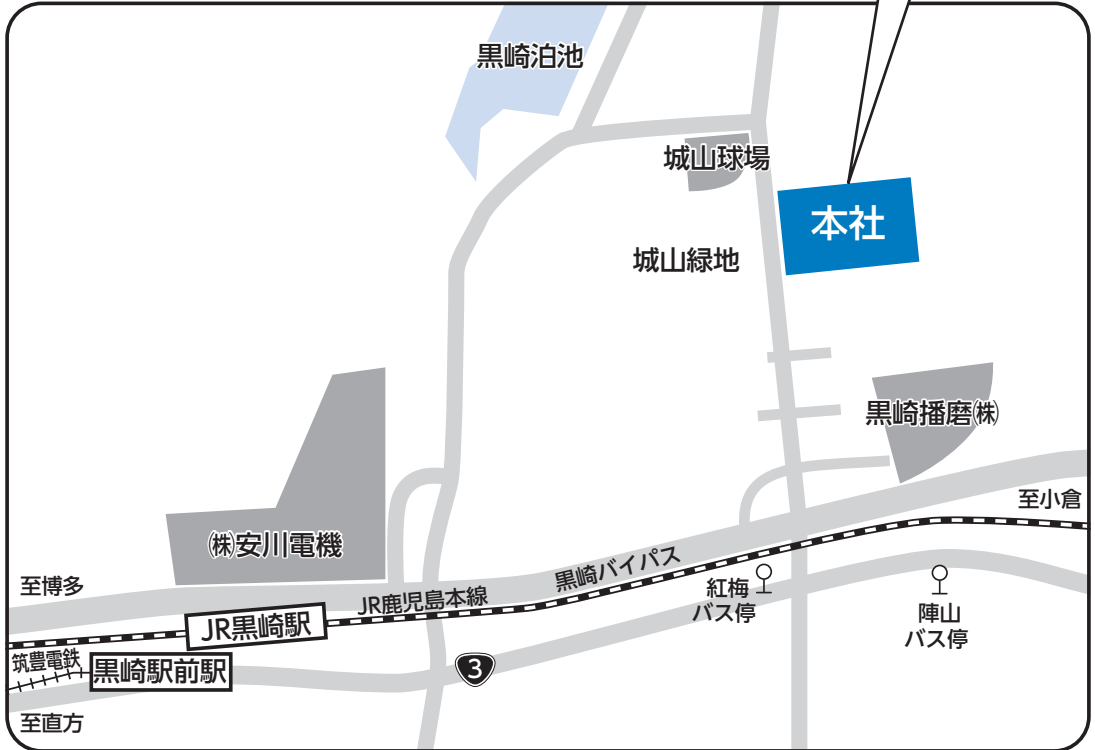 黒崎泊池
城山球場
本社
城山緑地
黒崎播磨㈱
至小倉
㈱安川電機
黒崎バイパス
至博多
JR鹿児島本線
紅梅
バス停
陣山
バス停
JR黒崎駅
筑豊電鉄
黒崎駅前駅
3
至直方